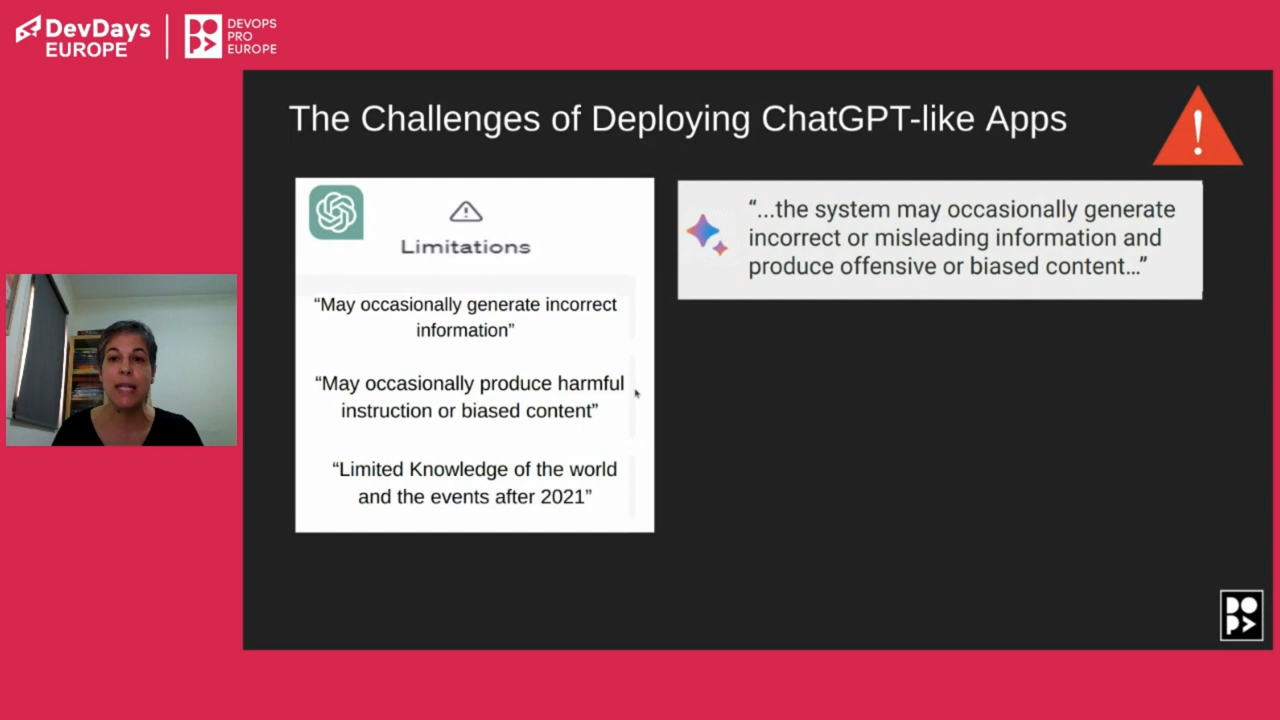 DevDays
EUROPE
DEVOPS
PRO
EUROPE
The Challenges of Deploying ChatGPT-like Apps
Limitations
“May occasionally generate incorrect
information”
“May occasionally produce harmful
instruction or biased content”
“Limited Knowledge of the world
and the events after 2021”
“...the system may occasionally generate
incorrect or misleading information and
produce offensive or biased content…”